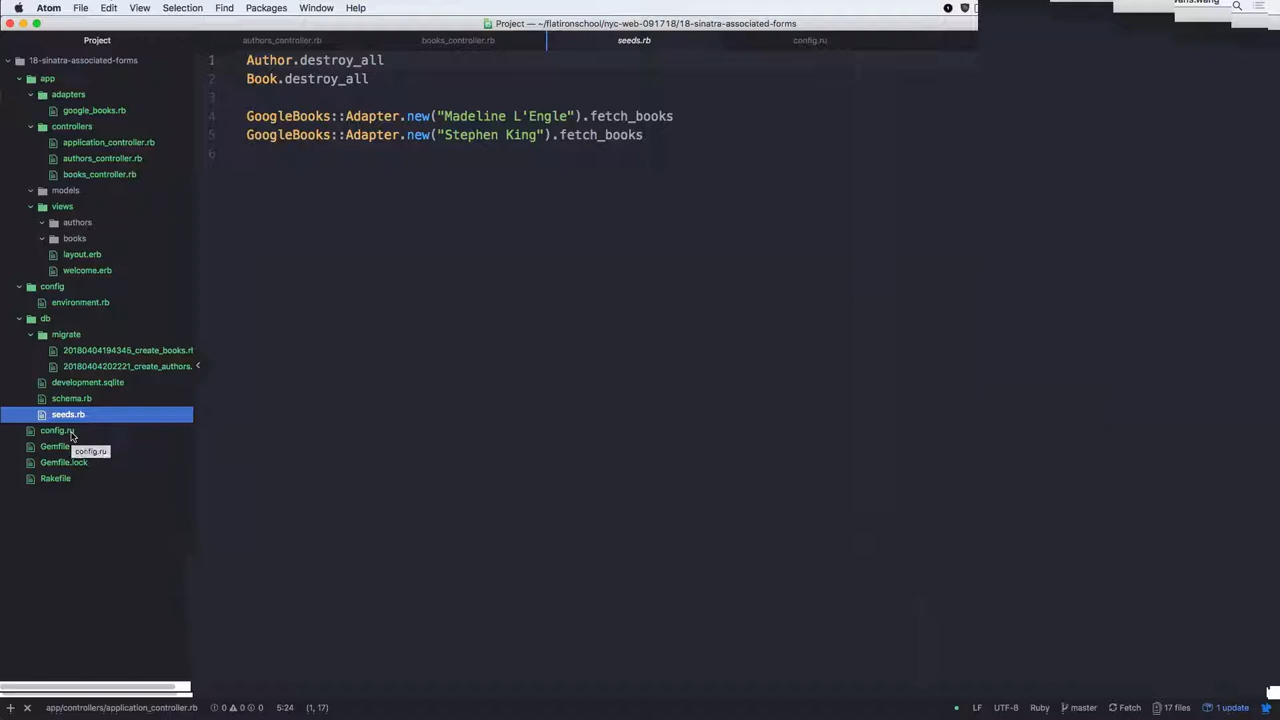 Atom File Edit View Selection Find Packages Window Help
Project — ~/flatironschool/nyc-web-091718/18-sinatra-associated-forms
Project authors_controller.rb books_controller.rb seeds.rb config.ru
18-sinatra-associated-forms
app
adapters
google_books.rb
controllers
application_controller.rb
authors_controller.rb
books_controller.rb
models
views
authors
books
layout.erb
welcome.erb
config
environment.rb
db
migrate
20180404194345_create_books.rl
20180404202221_create_authors.
development.sqlite
schema.rb
seeds.rb
config.ru
config.ru
Gemfile
Gemfile.lock
Rakefile
1 Author.destroy_all
2 Book.destroy_all
3
4 GoogleBooks::Adapter.new("Madeline L'Engle").fetch_books
5 GoogleBooks::Adapter.new("Stephen King").fetch_books
6
app/controllers/application_controller.rb 0 0 0 5:24 (1, 17) LF UTF-8 Ruby master Fetch 17 files 1 update